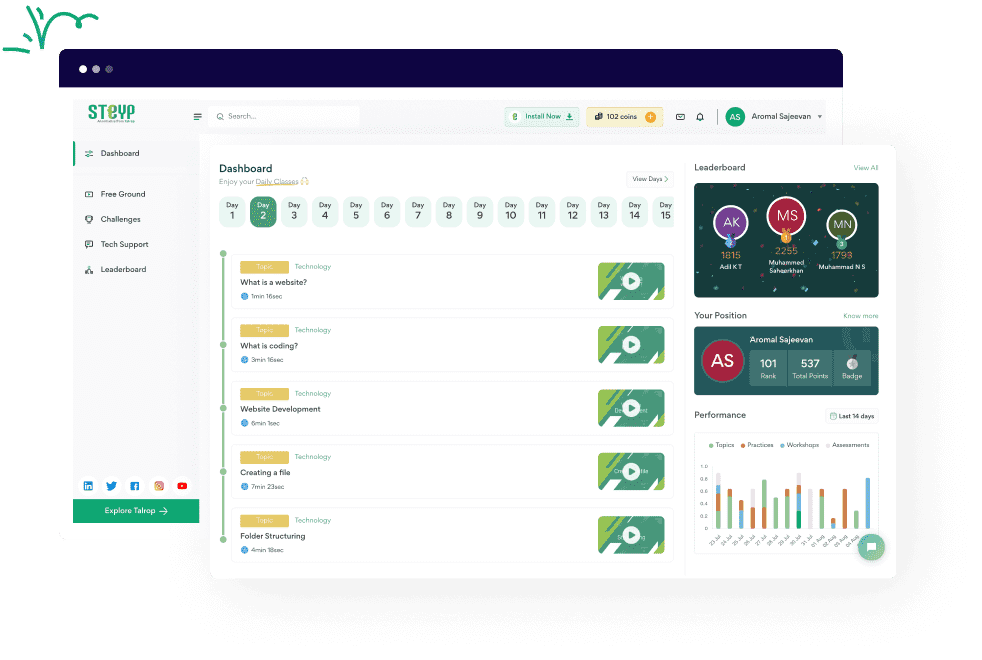 STEYP
Search...
Install Now
102 coins
AS
Aromal Sajeevan
Dashboard
Free Ground
Challenges
Tech Support
Leaderboard
Explore Talrop
Dashboard
Enjoy your Daily Classes
View Days
Day Day Day Day Day Day Day Day Day Day Day Day Day Day Day
1 2 3 4 5 6 7 8 9 10 11 12 13 14 15
Topic Technology
What is a website?
1min 16sec
Topic Technology
What is coding?
3min 16sec
Topic Technology
Website Development
6min 1sec
Topic Technology
Creating a file
7min 23sec
Topic Technology
Folder Structuring
4min 18sec
Leaderboard View All
AK MS MN
2 1 3
1815 2255 1793
Adil K T Muhammed Muhammad N S
Saheerkhan
Your Position Know more
AS
Aromal Sajeevan
101 537
Rank Total Points Badge
Performance Last 14 days
Topics Practices Workshops Assessments
1.0
0.8
0.6
0.4
0.2
0
23 Jul 24 Jul 25 Jul 26 Jul 27 Jul 28 Jul 29 Jul 30 Jul 31 Jul 01 Aug 02 Aug 03 Aug